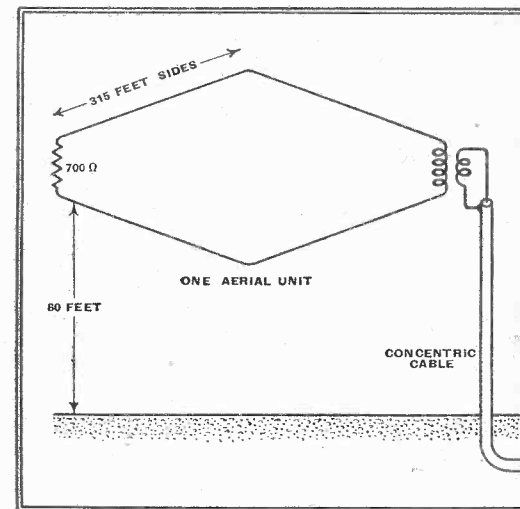 315 FEET SIDES
700 Ω
ONE AERIAL UNIT
60 FEET
CONCENTRIC
CABLE